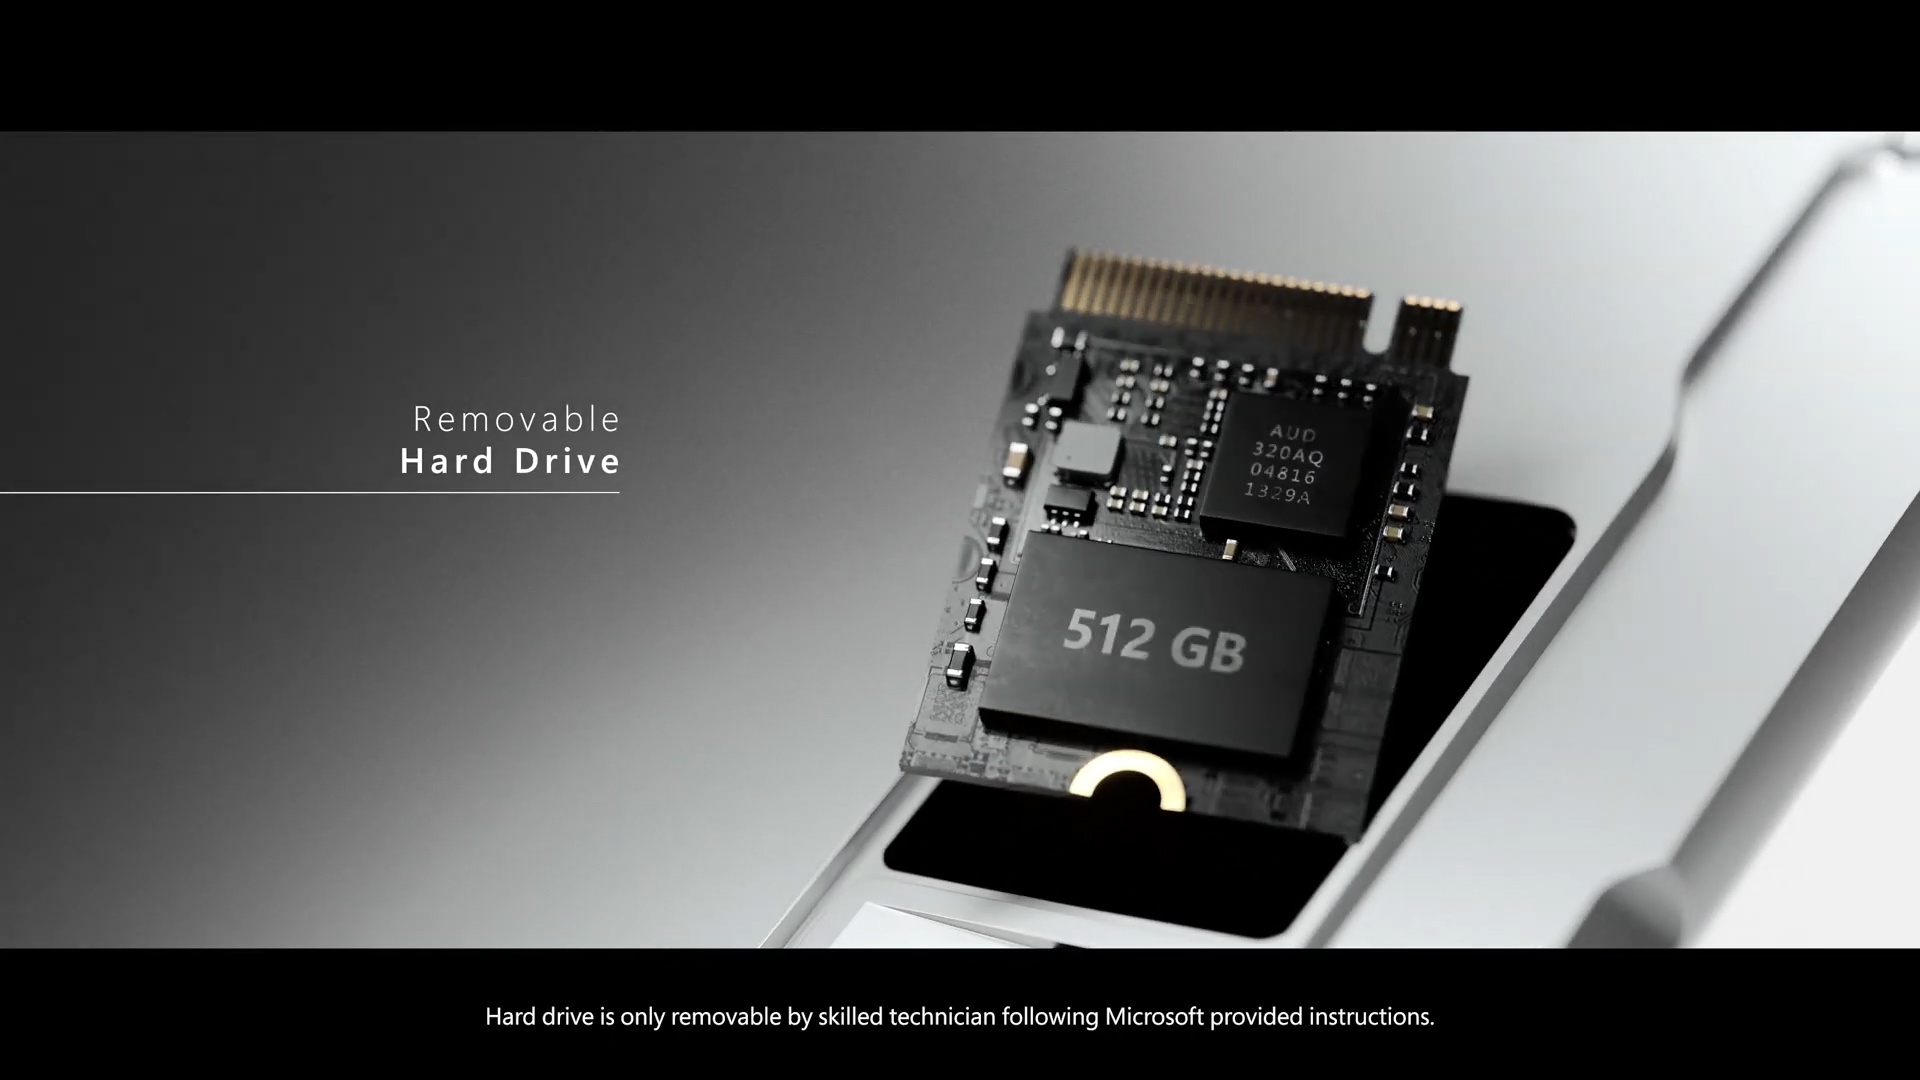 Removable
Hard Drive
AUD
320AQ
04816
1329A
512 GB
Hard drive is only removable by skilled technician following Microsoft provided instructions.